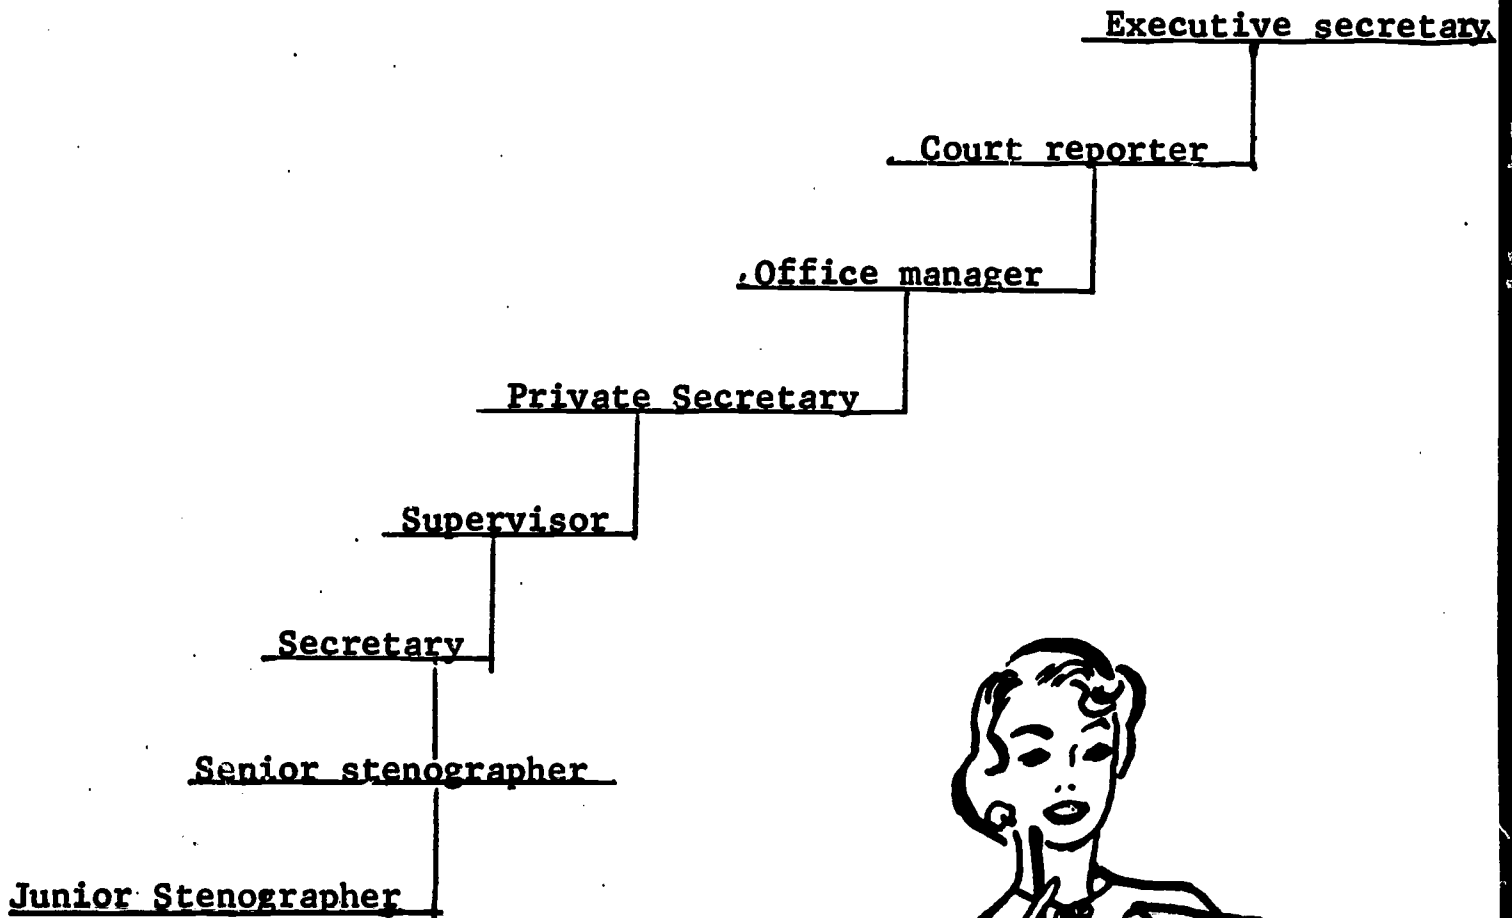 Executive secretary
Court reporter
Office manager
Private Secretary
Supervisor
Secretary
Senior stenographer
Junior Stenographer